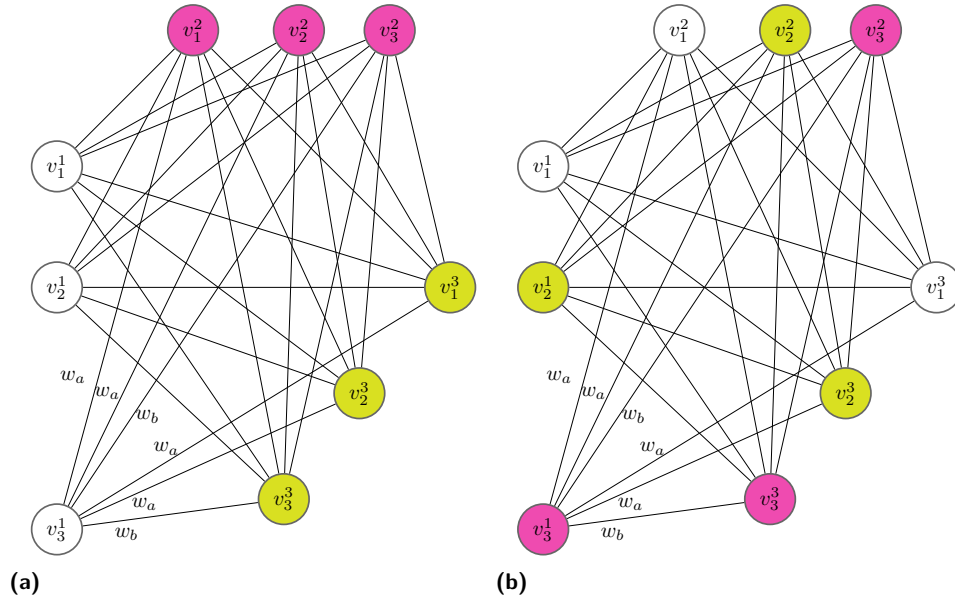 v_1^2 v_2^2 v_3^2 v_1^2 v_2^2 v_3^2
v_1^1 v_1^1
v_2^1 v_1^3 v_2^1 v_1^3
w_a w_a w_a w_a
v_2^3 v_2^3
w_b w_b
w_a w_a
v_3^3 v_3^3
w_a w_a
v_3^1 w_b v_3^1 w_b
(a) (b)